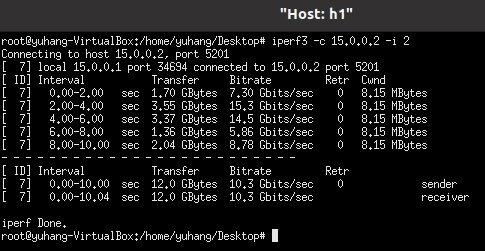 "Host: h1"
root@yuhang-VirtualBox:/home/yuhang/Desktop# iperf3 -c 15.0.0.2 -i 2
Connecting to host 15.0.0.2, port 5201
[  7] local 15.0.0.1 port 34694 connected to 15.0.0.2 port 5201
[ ID] Interval           Transfer     Bitrate         Retr  Cwnd
[  7]   0.00-2.00   sec  1.70 GBytes  7.30 Gbits/sec    0   8.15 MBytes
[  7]   2.00-4.00   sec  3.55 GBytes  15.3 Gbits/sec    0   8.15 MBytes
[  7]   4.00-6.00   sec  3.37 GBytes  14.5 Gbits/sec    0   8.15 MBytes
[  7]   6.00-8.00   sec  1.36 GBytes  5.86 Gbits/sec    0   8.15 MBytes
[  7]   8.00-10.00  sec  2.04 GBytes  8.78 Gbits/sec    0   8.15 MBytes
- - - - - - - - - - - - - - - - - - - - - - - - -
[ ID] Interval           Transfer     Bitrate         Retr
[  7]   0.00-10.00  sec  12.0 GBytes  10.3 Gbits/sec    0             sender
[  7]   0.00-10.04  sec  12.0 GBytes  10.3 Gbits/sec                  receiver
iperf Done.
root@yuhang-VirtualBox:/home/yuhang/Desktop#